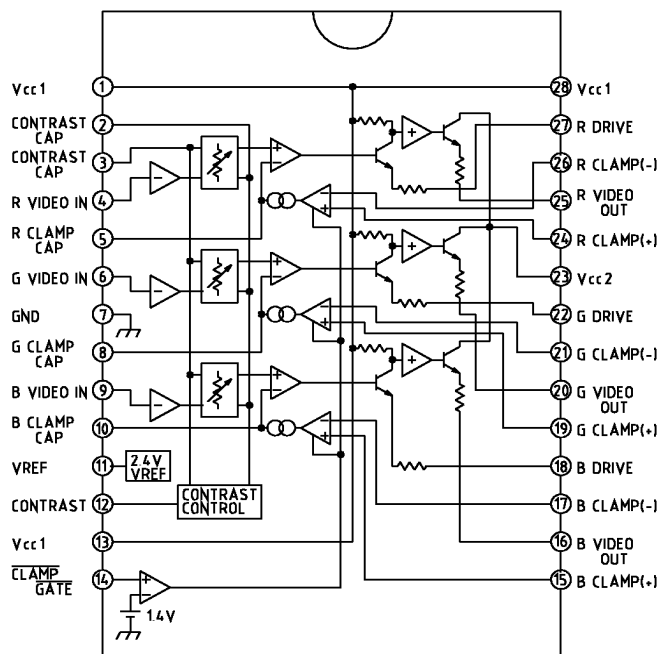 Vcc1
1
CONTRAST
CAP
2
CONTRAST
CAP
3
R VIDEO IN
4
R CLAMP
CAP
5
G VIDEO IN
6
GND
7
G CLAMP
CAP
8
B VIDEO IN
9
B CLAMP
CAP
10
VREF
11
CONTRAST
12
Vcc1
13
CLAMP
GATE
14
2.4V
VREF
CONTRAST
CONTROL
1.4V
+
−
28 Vcc1
27 R DRIVE
26 R CLAMP(-)
25 R VIDEO
OUT
24 R CLAMP(+)
23 Vcc2
22 G DRIVE
21 G CLAMP(-)
20 G VIDEO
OUT
19 G CLAMP(+)
18 B DRIVE
17 B CLAMP(-)
16 B VIDEO
OUT
15 B CLAMP(+)